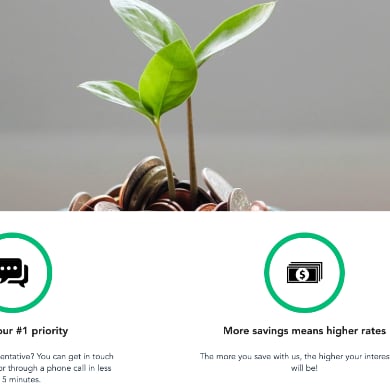 our #1 priority
entative? You can get in touch
or through a phone call in less
5 minutes.
More savings means higher rates
The more you save with us, the higher your interes
will be!